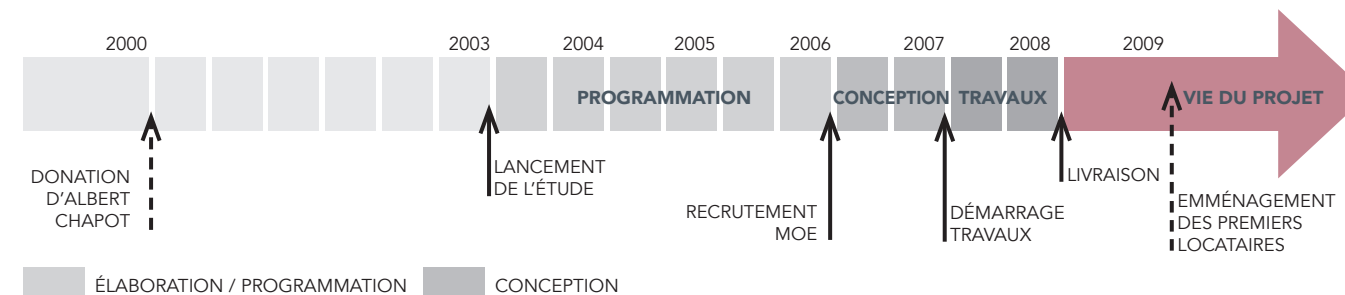 2000 2003 2004 2005 2006 2007 2008 2009
PROGRAMMATION CONCEPTION TRAVAUX VIE DU PROJET
DONATION
D’ALBERT
CHAPOT
LANCEMENT
DE L’ÉTUDE
RECRUTEMENT
MOE
DÉMARRAGE
TRAVAUX
LIVRAISON
EMMÉNAGEMENT
DES PREMIERS
LOCATAIRES
ÉLABORATION / PROGRAMMATION CONCEPTION